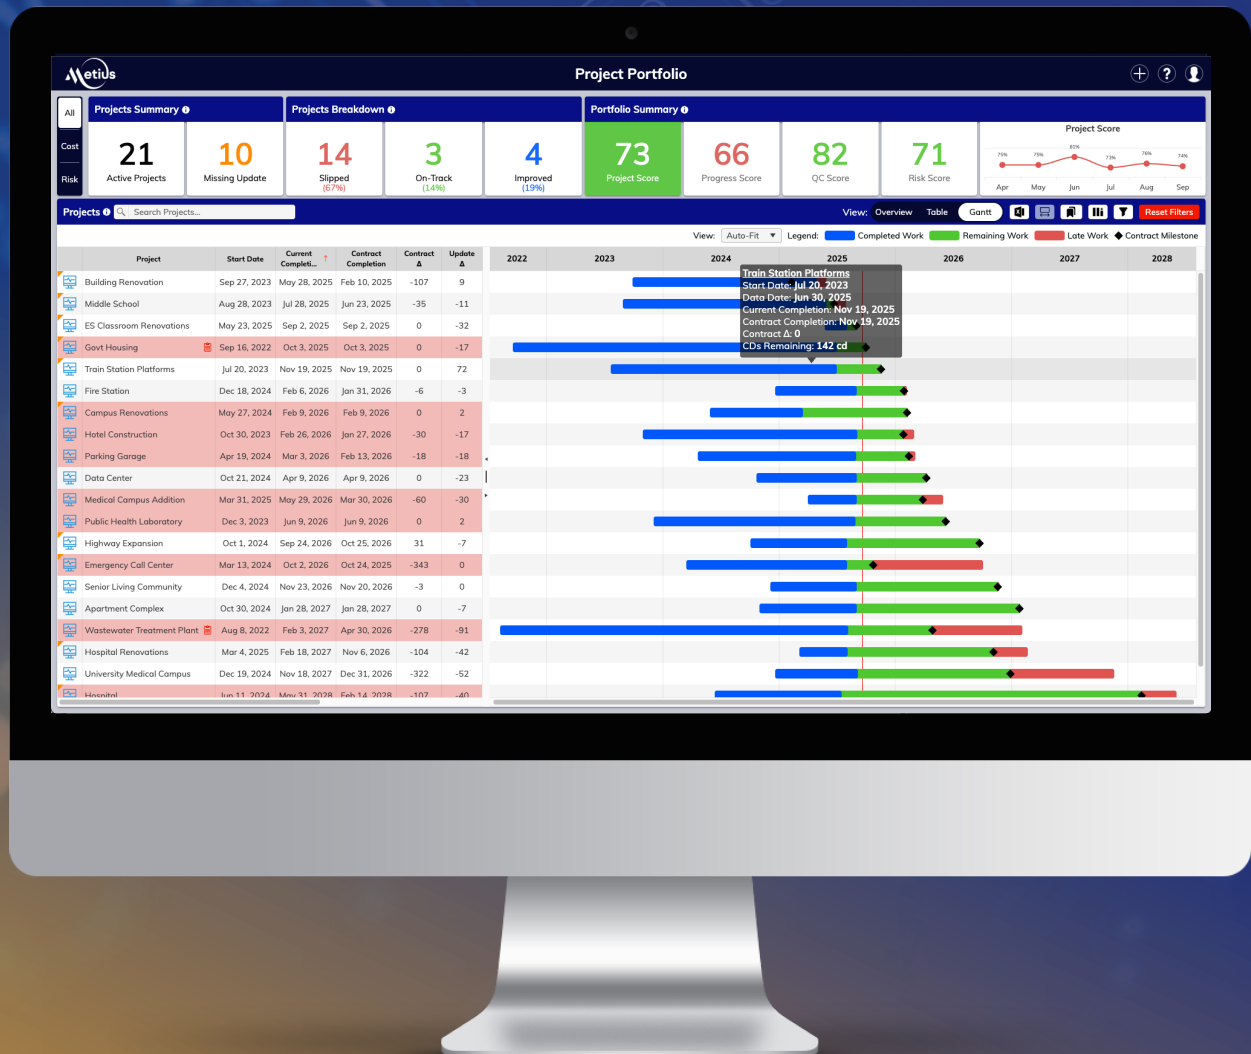 Metius
Project Portfolio
All
Cost
Risk
Projects Summary
21
Active Projects
10
Missing Update
Projects Breakdown
14
Slipped
(67%)
3
On-Track
(14%)
4
Improved
(19%)
Portfolio Summary
73
Project Score
66
Progress Score
82
QC Score
71
Risk Score
Project Score
75% 75% 81% 73% 76% 74%
Apr May Jun Jul Aug Sep
Projects Search Projects... View: Overview Table Gantt Reset Filters
View: Auto-Fit Legend: Completed Work Remaining Work Late Work Contract Milestone
Project Start Date Current Completi... Contract Completion Contract Δ Update Δ 2022 2023 2024 2025 2026 2027 2028
Building Renovation Sep 27, 2023 May 28, 2025 Feb 10, 2025 -107 9
Middle School Aug 28, 2023 Jul 28, 2025 Jun 23, 2025 -35 -11
ES Classroom Renovations May 23, 2025 Sep 2, 2025 Sep 2, 2025 0 -32
Govt Housing Sep 16, 2022 Oct 3, 2025 Oct 3, 2025 0 -17
Train Station Platforms Jul 20, 2023 Nov 19, 2025 Nov 19, 2025 0 72
Fire Station Dec 18, 2024 Feb 6, 2026 Jan 31, 2026 -6 -3
Campus Renovations May 27, 2024 Feb 9, 2026 Feb 9, 2026 0 2
Hotel Construction Oct 30, 2023 Feb 26, 2026 Jan 27, 2026 -30 -17
Parking Garage Apr 19, 2024 Mar 3, 2026 Feb 13, 2026 -18 -18
Data Center Oct 21, 2024 Apr 9, 2026 Apr 9, 2026 0 -23
Medical Campus Addition Mar 31, 2025 May 29, 2026 Mar 30, 2026 -60 -30
Public Health Laboratory Dec 3, 2023 Jun 9, 2026 Jun 9, 2026 0 2
Highway Expansion Oct 1, 2024 Sep 24, 2026 Oct 25, 2026 31 -7
Emergency Call Center Mar 13, 2024 Oct 2, 2026 Oct 24, 2025 -343 0
Senior Living Community Dec 4, 2024 Nov 23, 2026 Nov 20, 2026 -3 0
Apartment Complex Oct 30, 2024 Jan 28, 2027 Jan 28, 2027 0 -7
Wastewater Treatment Plant Aug 8, 2022 Feb 3, 2027 Apr 30, 2026 -278 -91
Hospital Renovations Mar 4, 2025 Feb 18, 2027 Nov 6, 2026 -104 -42
University Medical Campus Dec 19, 2024 Nov 18, 2027 Dec 31, 2026 -322 -52
Hospital Jun 11, 2024 May 31, 2028 Feb 14, 2028 -107 -40
Train Station Platforms
Start Date: Jul 20, 2023
Data Date: Jun 30, 2025
Current Completion: Nov 19, 2025
Contract Completion: Nov 19, 2025
Contract Δ: 0
CDs Remaining: 142 cd